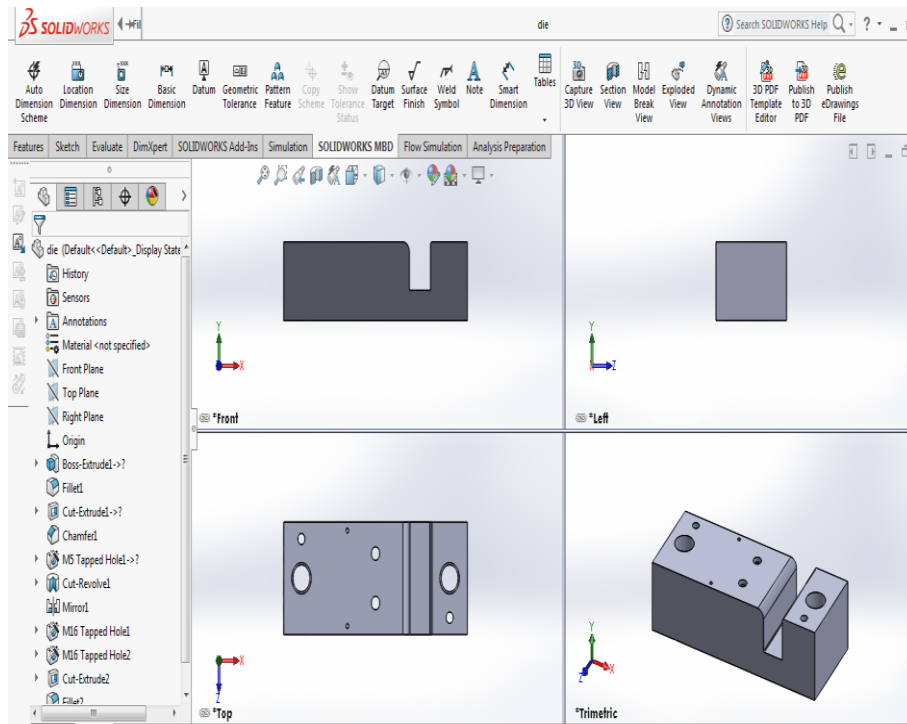 SOLIDWORKS
Fil
die
Search SOLIDWORKS Help
?
Auto Dimension Scheme
Location Dimension
Size Dimension
Basic Dimension
Datum
Geometric Tolerance
Pattern Feature
Copy Scheme
Show Tolerance Status
Datum Target
Surface Finish
Weld Symbol
Note
Smart Dimension
Tables
Capture 3D View
Section View
Model Break View
Exploded View
Dynamic Annotation Views
3D PDF Template Editor
Publish to 3D PDF
Publish eDrawings File
Features
Sketch
Evaluate
DimXpert
SOLIDWORKS Add-Ins
Simulation
SOLIDWORKS MBD
Flow Simulation
Analysis Preparation
die (Default<<Default>_Display State
History
Sensors
Annotations
Material <not specified>
Front Plane
Top Plane
Right Plane
Origin
Boss-Extrude1->?
Fillet1
Cut-Extrude1->?
Chamfer1
M5 Tapped Hole1->?
Cut-Revolve1
Mirror1
M16 Tapped Hole1
M16 Tapped Hole2
Cut-Extrude2
Fillet2
Y
X
*Front
Y
Z
*Left
X
Z
*Top
Y
X
Z
*Trimetric